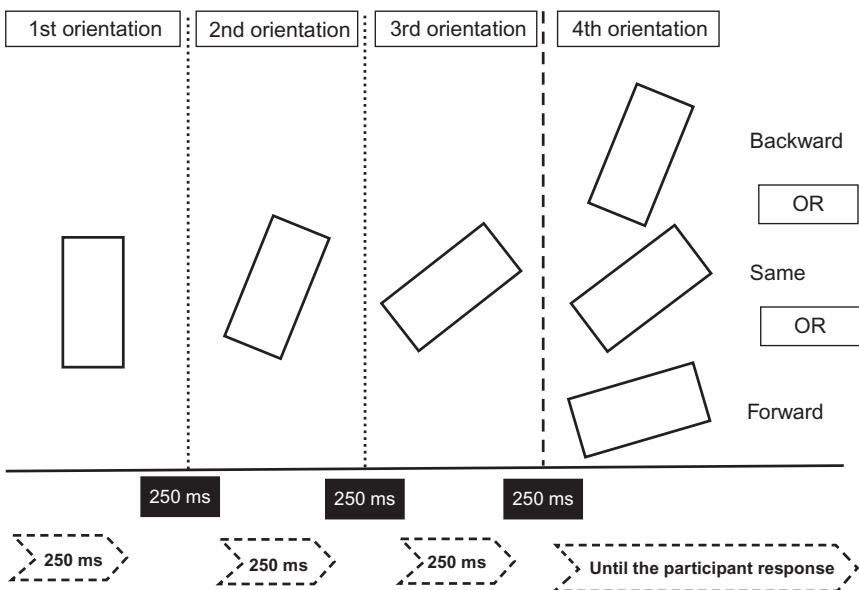 1st orientation
2nd orientation
3rd orientation
4th orientation
Backward
OR
Same
OR
Forward
250 ms
250 ms
250 ms
250 ms
250 ms
250 ms
Until the participant response